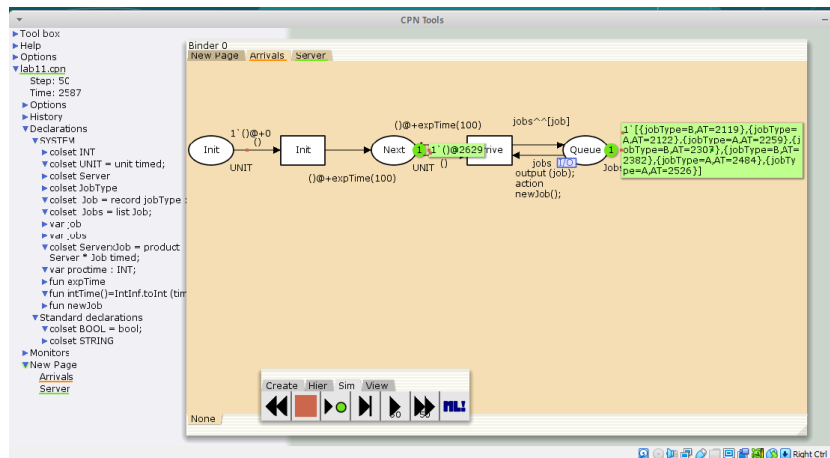 CPN Tools
Tool box
Help
Options
lab11.cpn
Step: 50
Time: 2587
Options
History
Declarations
SYSTEM
colset INT
colset UNIT = unit timed;
colset Server
colset JobType
colset Job = record jobType :
colset Jobs = list Job;
var job
var jobs
colset ServerxJob = product
Server * Job timed;
var proctime : INT;
fun expTime
fun intTime()=IntInf.toInt (tim
fun newJob
Standard declarations
colset BOOL = bool;
colset STRING
Monitors
New Page
Arrivals
Server
Binder 0
New Page Arrivals Server
1`()@+0
()
Init
UNIT
Init
()@+expTime(100)
()@+expTime(100)
Next
1
1`()@2629
UNIT
()
rive
jobs^^[job]
jobs
I/O
output (job);
action
newJob();
Queue
1
Jobs
1`[{jobType=B,AT=2119},{jobType=
A,AT=2122},{jobType=A,AT=2259},{j
obType=B,AT=2307},{jobType=B,AT=
2382},{jobType=A,AT=2484},{jobTy
pe=A,AT=2526}]
Create Hier Sim View
50
50
ML!
None
Right Ctrl